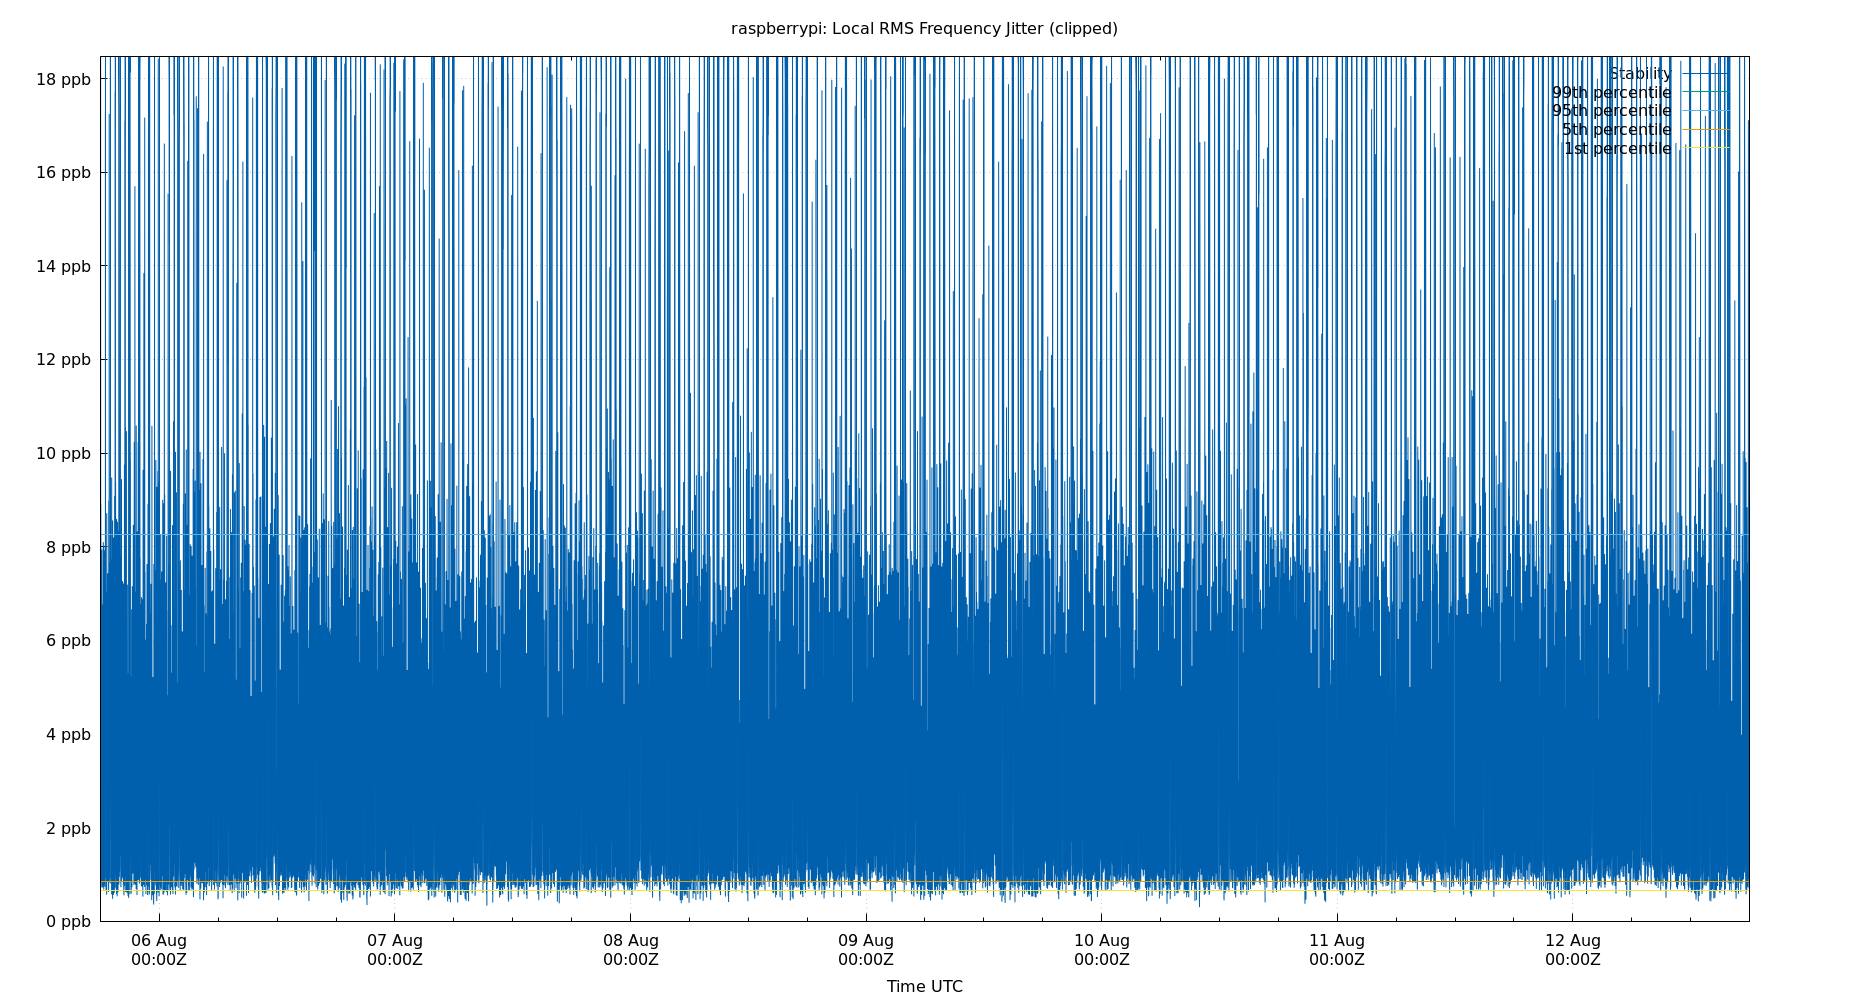 raspberrypi: Local RMS Frequency Jitter (clipped)
18 ppb
16 ppb
14 ppb
12 ppb
10 ppb
8 ppb
6 ppb
4 ppb
2 ppb
0 ppb
Stability
99th percentile
95th percentile
5th percentile
1st percentile
06 Aug 07 Aug 08 Aug 09 Aug 10 Aug 11 Aug 12 Aug
00:00Z 00:00Z 00:00Z 00:00Z 00:00Z 00:00Z 00:00Z
Time UTC